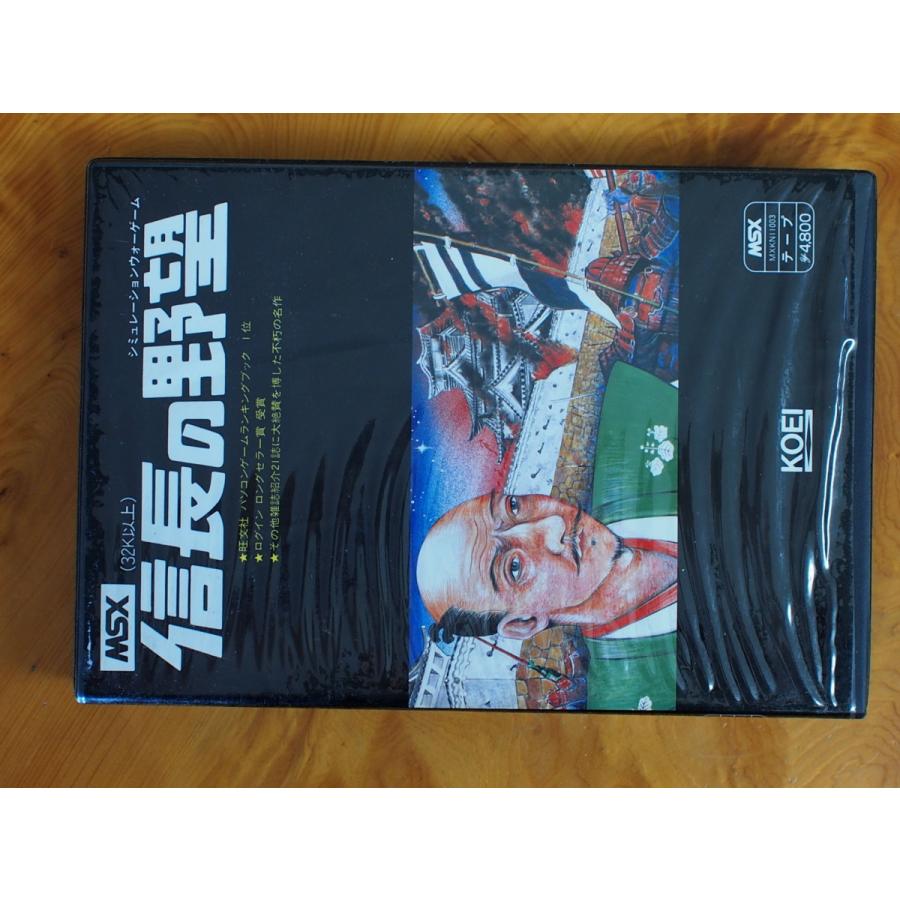 MSX
(32K以上)
シミュレーションウォーゲーム
信長の野望
★旺文社 パソコンゲームランキングブック 1位
★ログイン ロングセラー賞 受賞
★その他雑誌紹介21誌に大絶賛を博した不朽の名作
MSX
MXKN11003
テープ
¥4,800
KOEI